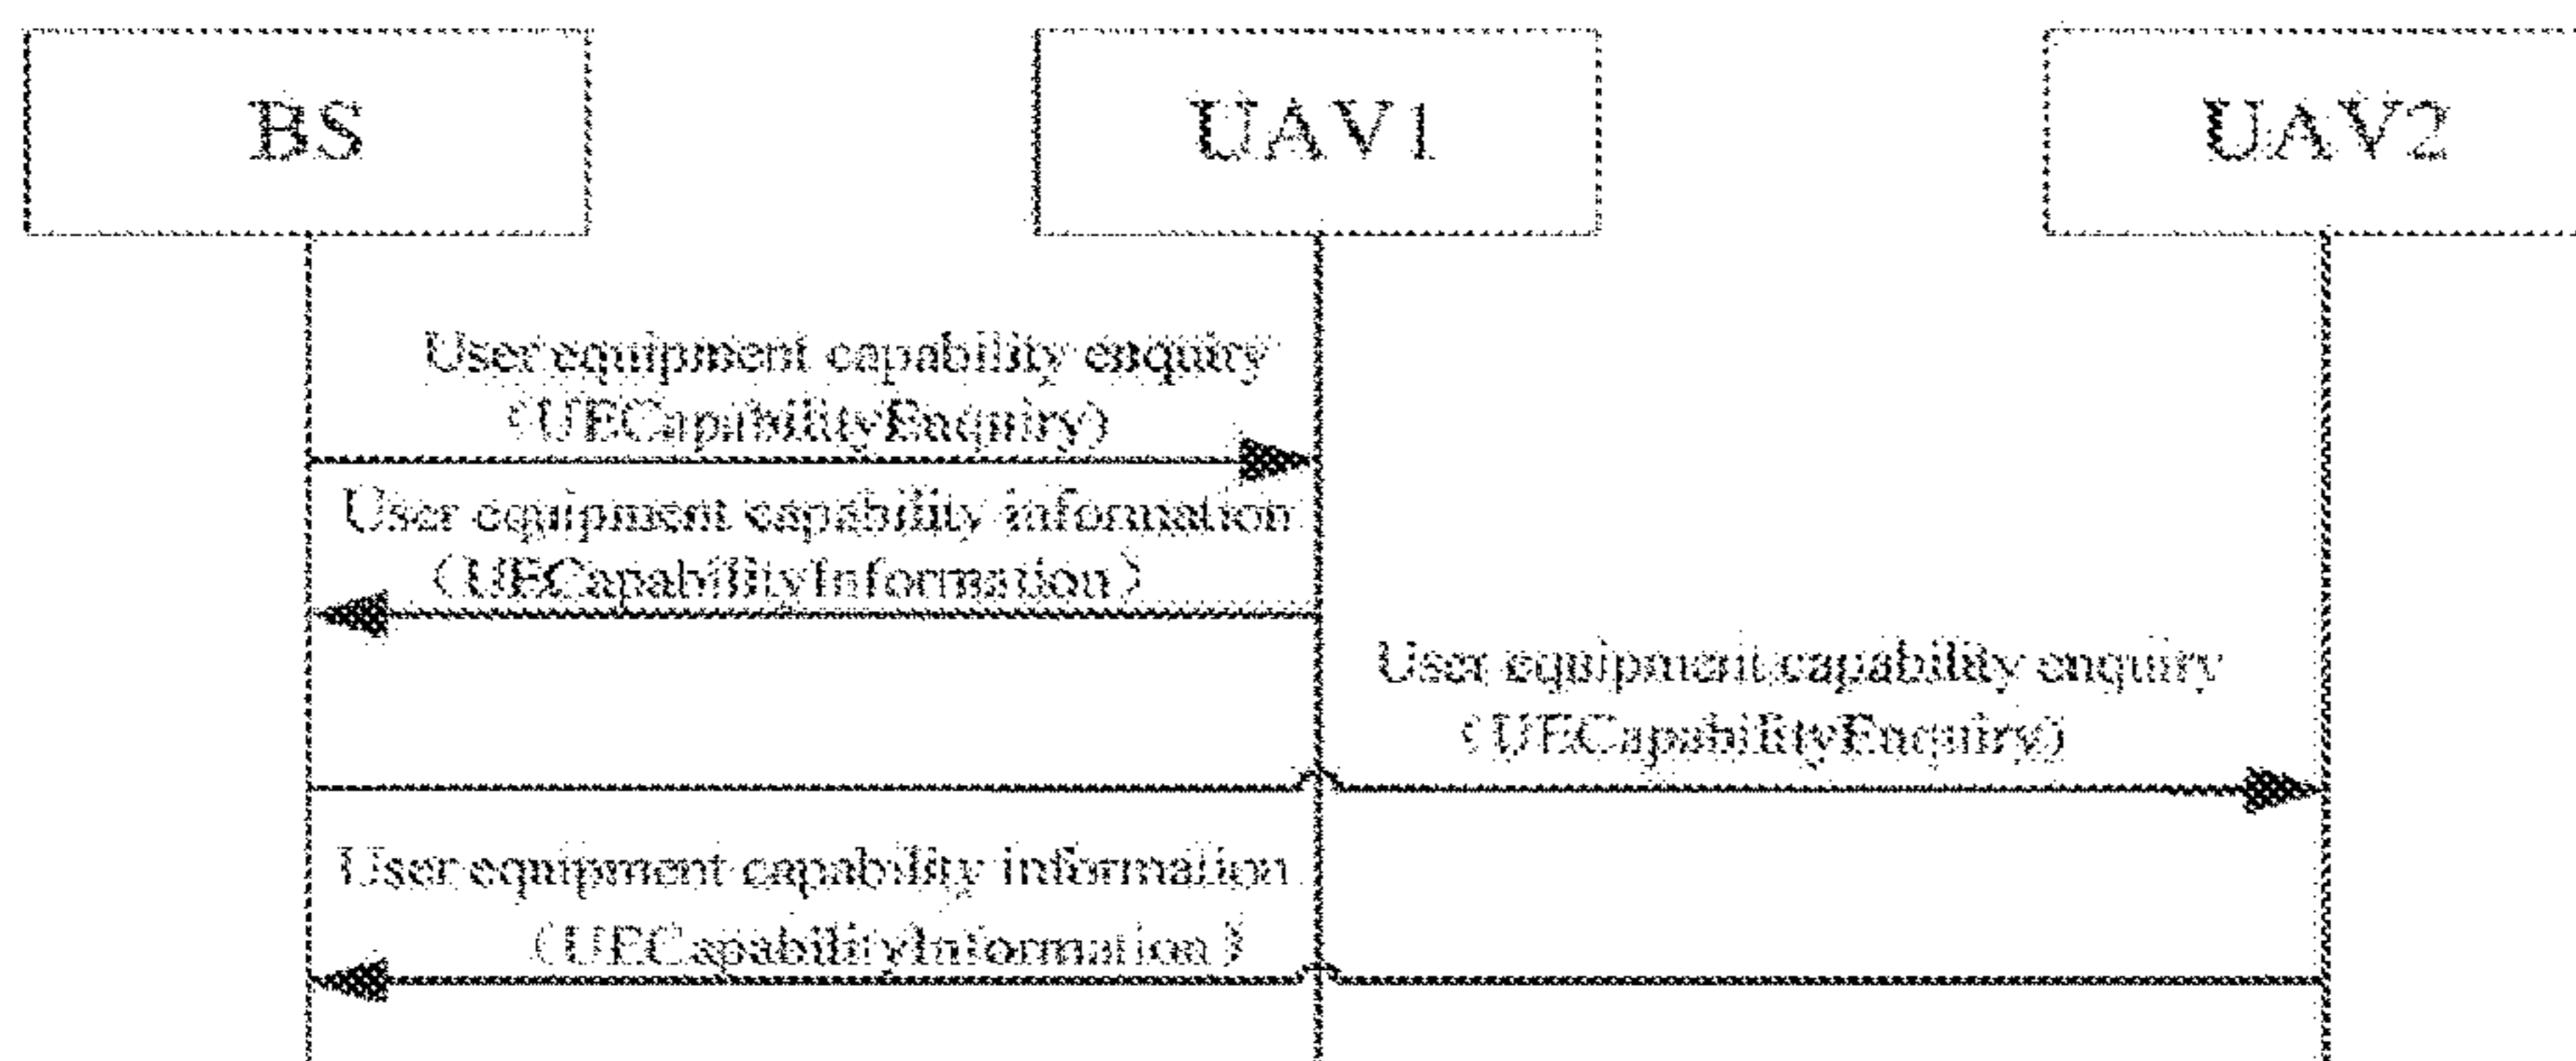 BS
UAV1
UAV2
User equipment capability enquiry
(UECapabilityEnquiry)
User equipment capability information
(UECapabilityInformation)
User equipment capability enquiry
(UECapabilityEnquiry)
User equipment capability information
(UECapabilityInformation)